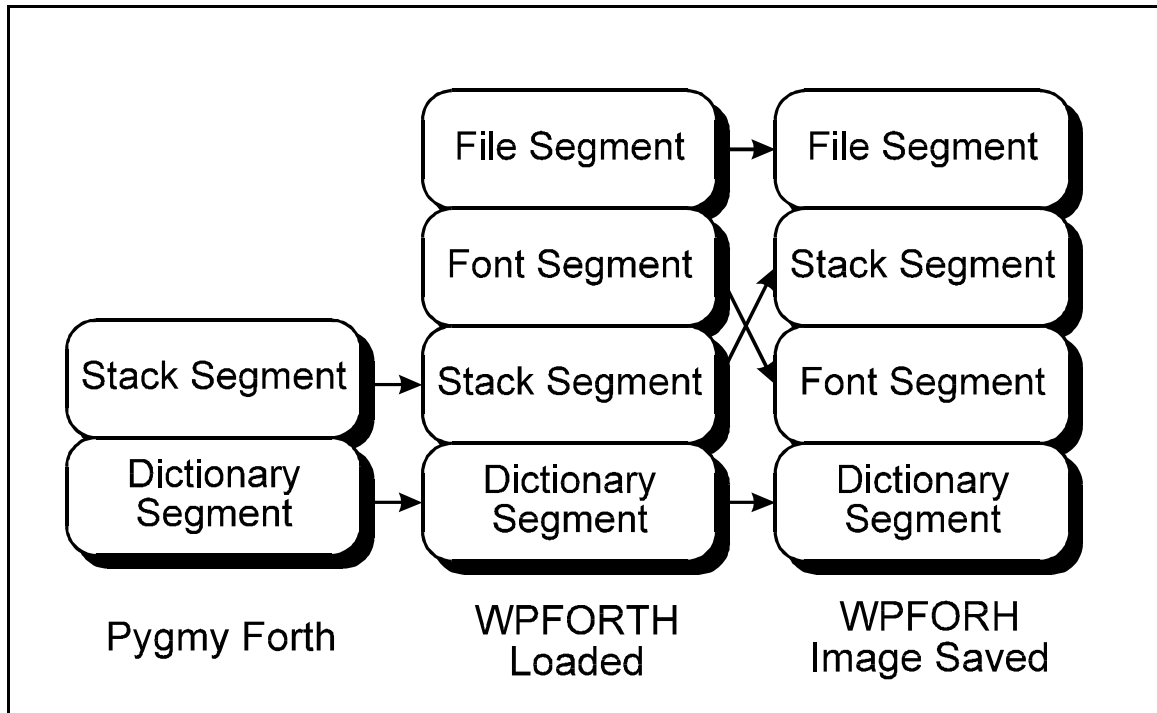 File Segment
File Segment
Font Segment
Stack Segment
Stack Segment
Stack Segment
Font Segment
Dictionary
Segment
Dictionary
Segment
Dictionary
Segment
Pygmy Forth
WPFORTH
Loaded
WPFORH
Image Saved